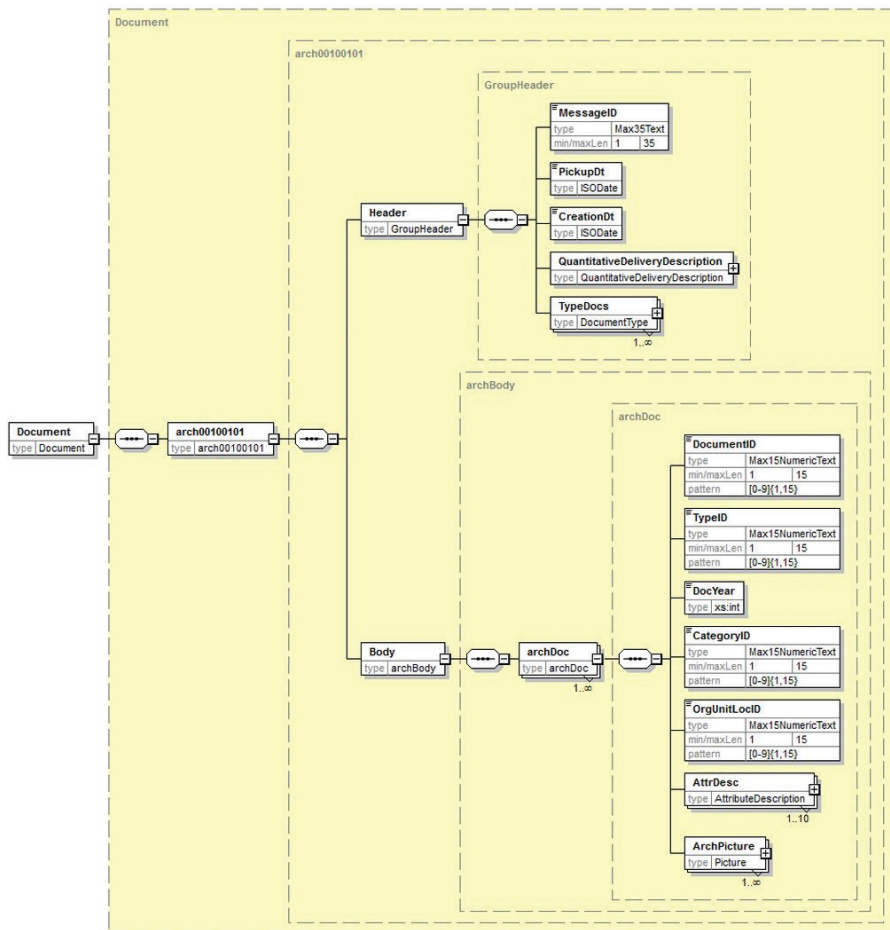 Document
arch00100101
GroupHeader
MessageID
type Max35Text
min/maxLen 1 35
PickupDt
type ISODate
CreationDt
type ISODate
QuantitativeDeliveryDescription
type QuantitativeDeliveryDescription
TypeDocs
type DocumentType
1..∞
Header
type GroupHeader
archBody
archDoc
Document
type Document
arch00100101
type arch00100101
DocumentID
type Max15NumericText
min/maxLen 1 15
pattern [0-9]{1,15}
TypeID
type Max15NumericText
min/maxLen 1 15
pattern [0-9]{1,15}
DocYear
type xs:int
Body
type archBody
archDoc
type archDoc
1..∞
CategoryID
type Max15NumericText
min/maxLen 1 15
pattern [0-9]{1,15}
OrgUnitLocID
type Max15NumericText
min/maxLen 1 15
pattern [0-9]{1,15}
AttrDesc
type AttributeDescription
1..10
ArchPicture
type Picture
1..∞